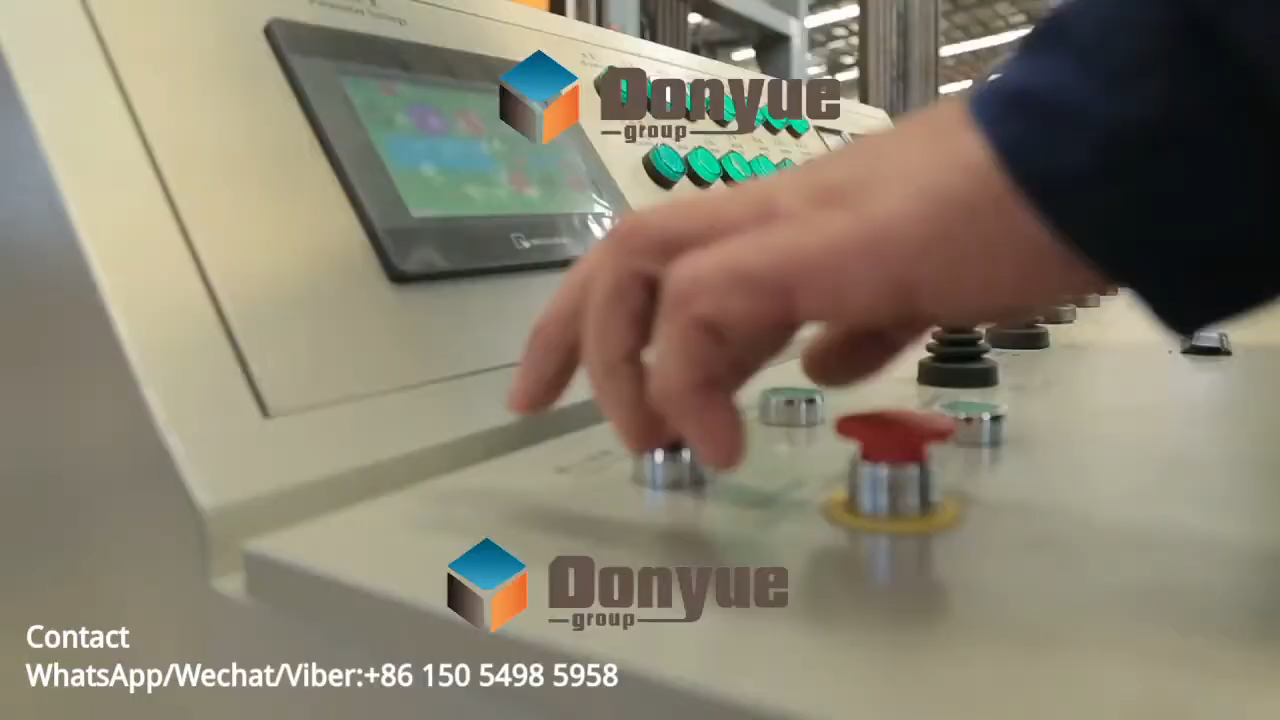 Donyue
group
Donyue
group
Contact
WhatsApp/Wechat/Viber:+86 150 5498 5958